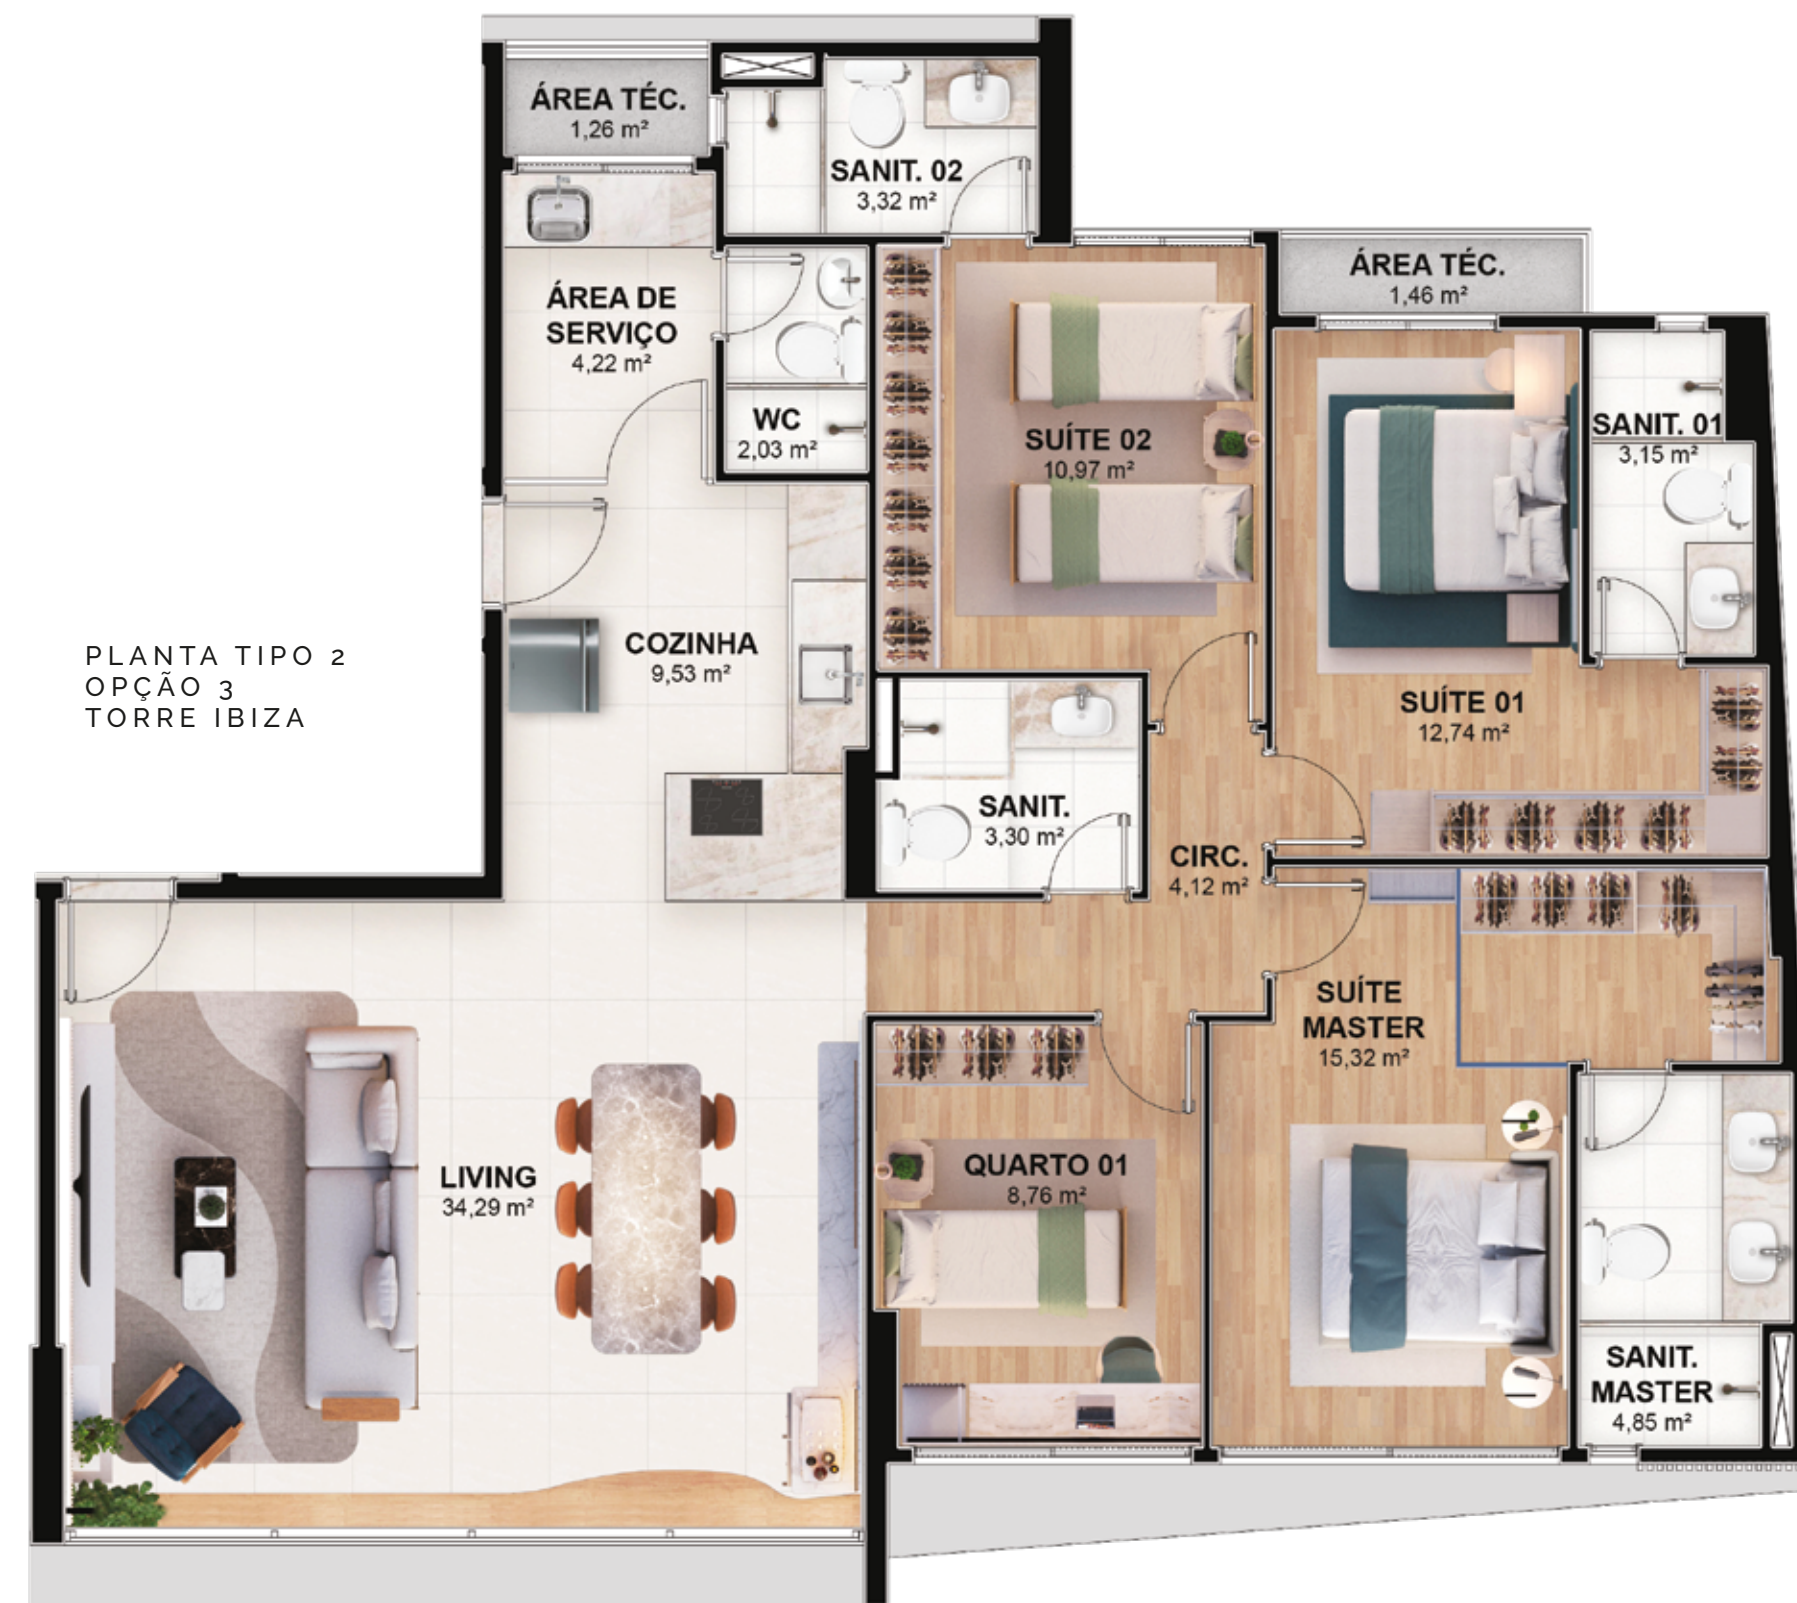 ÁREA TÉC.
1,26 m²
SANIT. 02
3,32 m²
ÁREA DE
SERVIÇO
4,22 m²
WC
2,03 m²
SUÍTE 02
10,97 m²
ÁREA TÉC.
1,46 m²
SANIT. 01
3,15 m²
PLANTA TIPO 2
OPÇÃO 3
TORRE IBIZA
COZINHA
9,53 m²
SUÍTE 01
12,74 m²
SANIT.
3,30 m²
CIRC.
4,12 m²
SUÍTE
MASTER
15,32 m²
LIVING
34,29 m²
QUARTO 01
8,76 m²
SANIT.
MASTER
4,85 m²